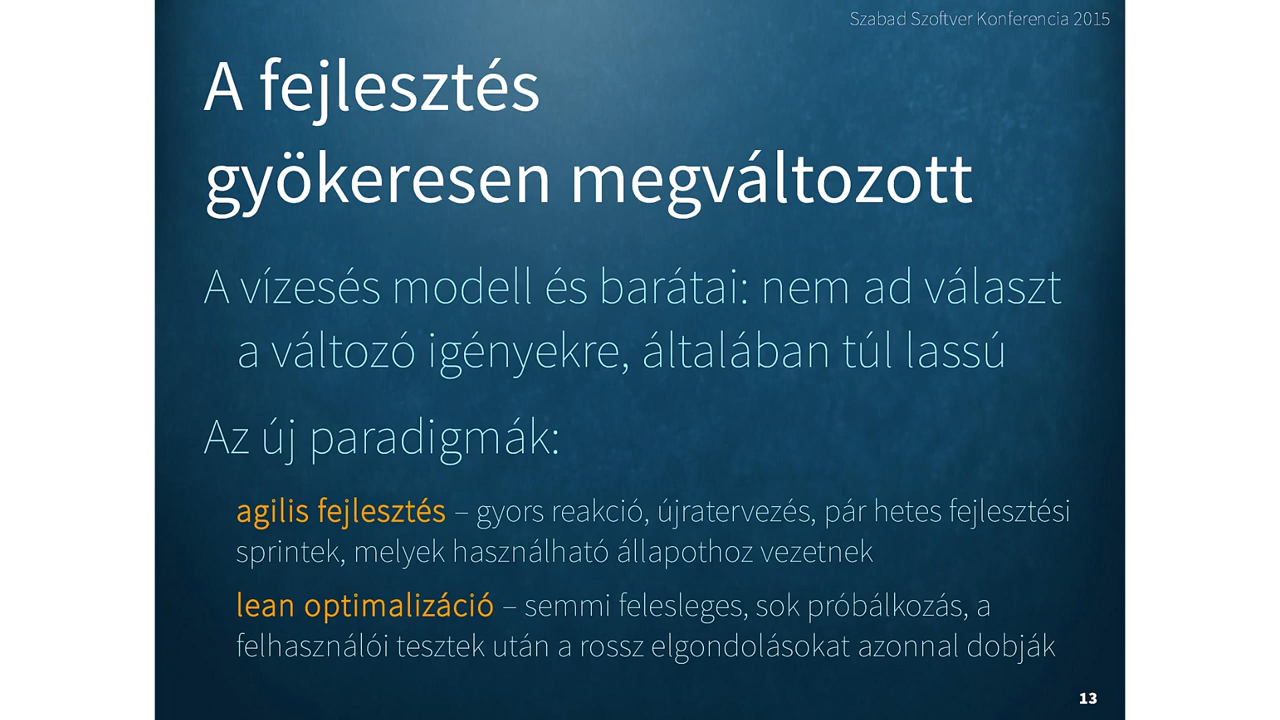 Szabad Szoftver Konferencia 2015
A fejlesztés
gyökeresen megváltozott
A vízesés modell és barátai: nem ad választ
a változó igényekre, általában túl lassú
Az új paradigmák:
agilis fejlesztés – gyors reakció, újratervezés, pár hetes fejlesztési
sprintek, melyek használható állapothoz vezetnek
lean optimalizáció – semmi felesleges, sok próbálkozás, a
felhasználói tesztek után a rossz elgondolásokat azonnal dobják
13